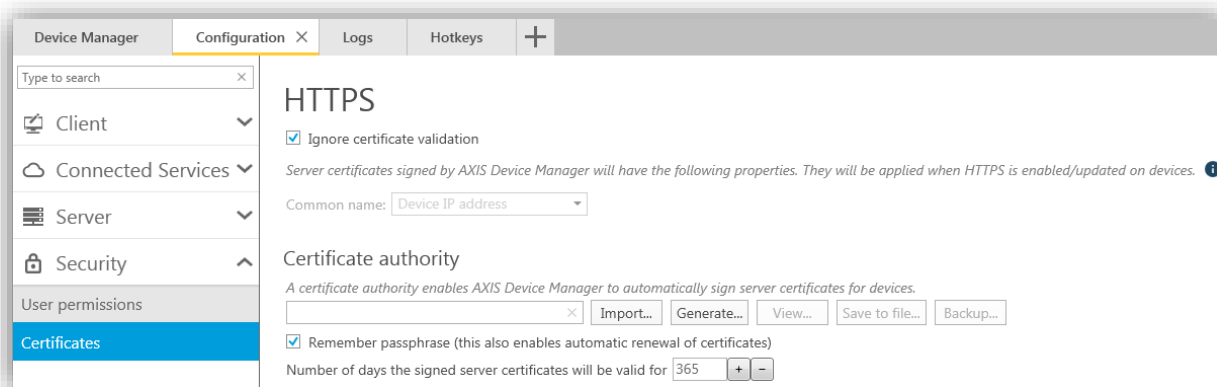 Device Manager
Configuration
Logs
Hotkeys
Type to search
Client
Connected Services
Server
Security
User permissions
Certificates
HTTPS
Ignore certificate validation
Server certificates signed by AXIS Device Manager will have the following properties. They will be applied when HTTPS is enabled/updated on devices.
Common name: Device IP address
Certificate authority
A certificate authority enables AXIS Device Manager to automatically sign server certificates for devices.
Import... Generate... View... Save to file... Backup...
Remember passphrase (this also enables automatic renewal of certificates)
Number of days the signed server certificates will be valid for 365 + -